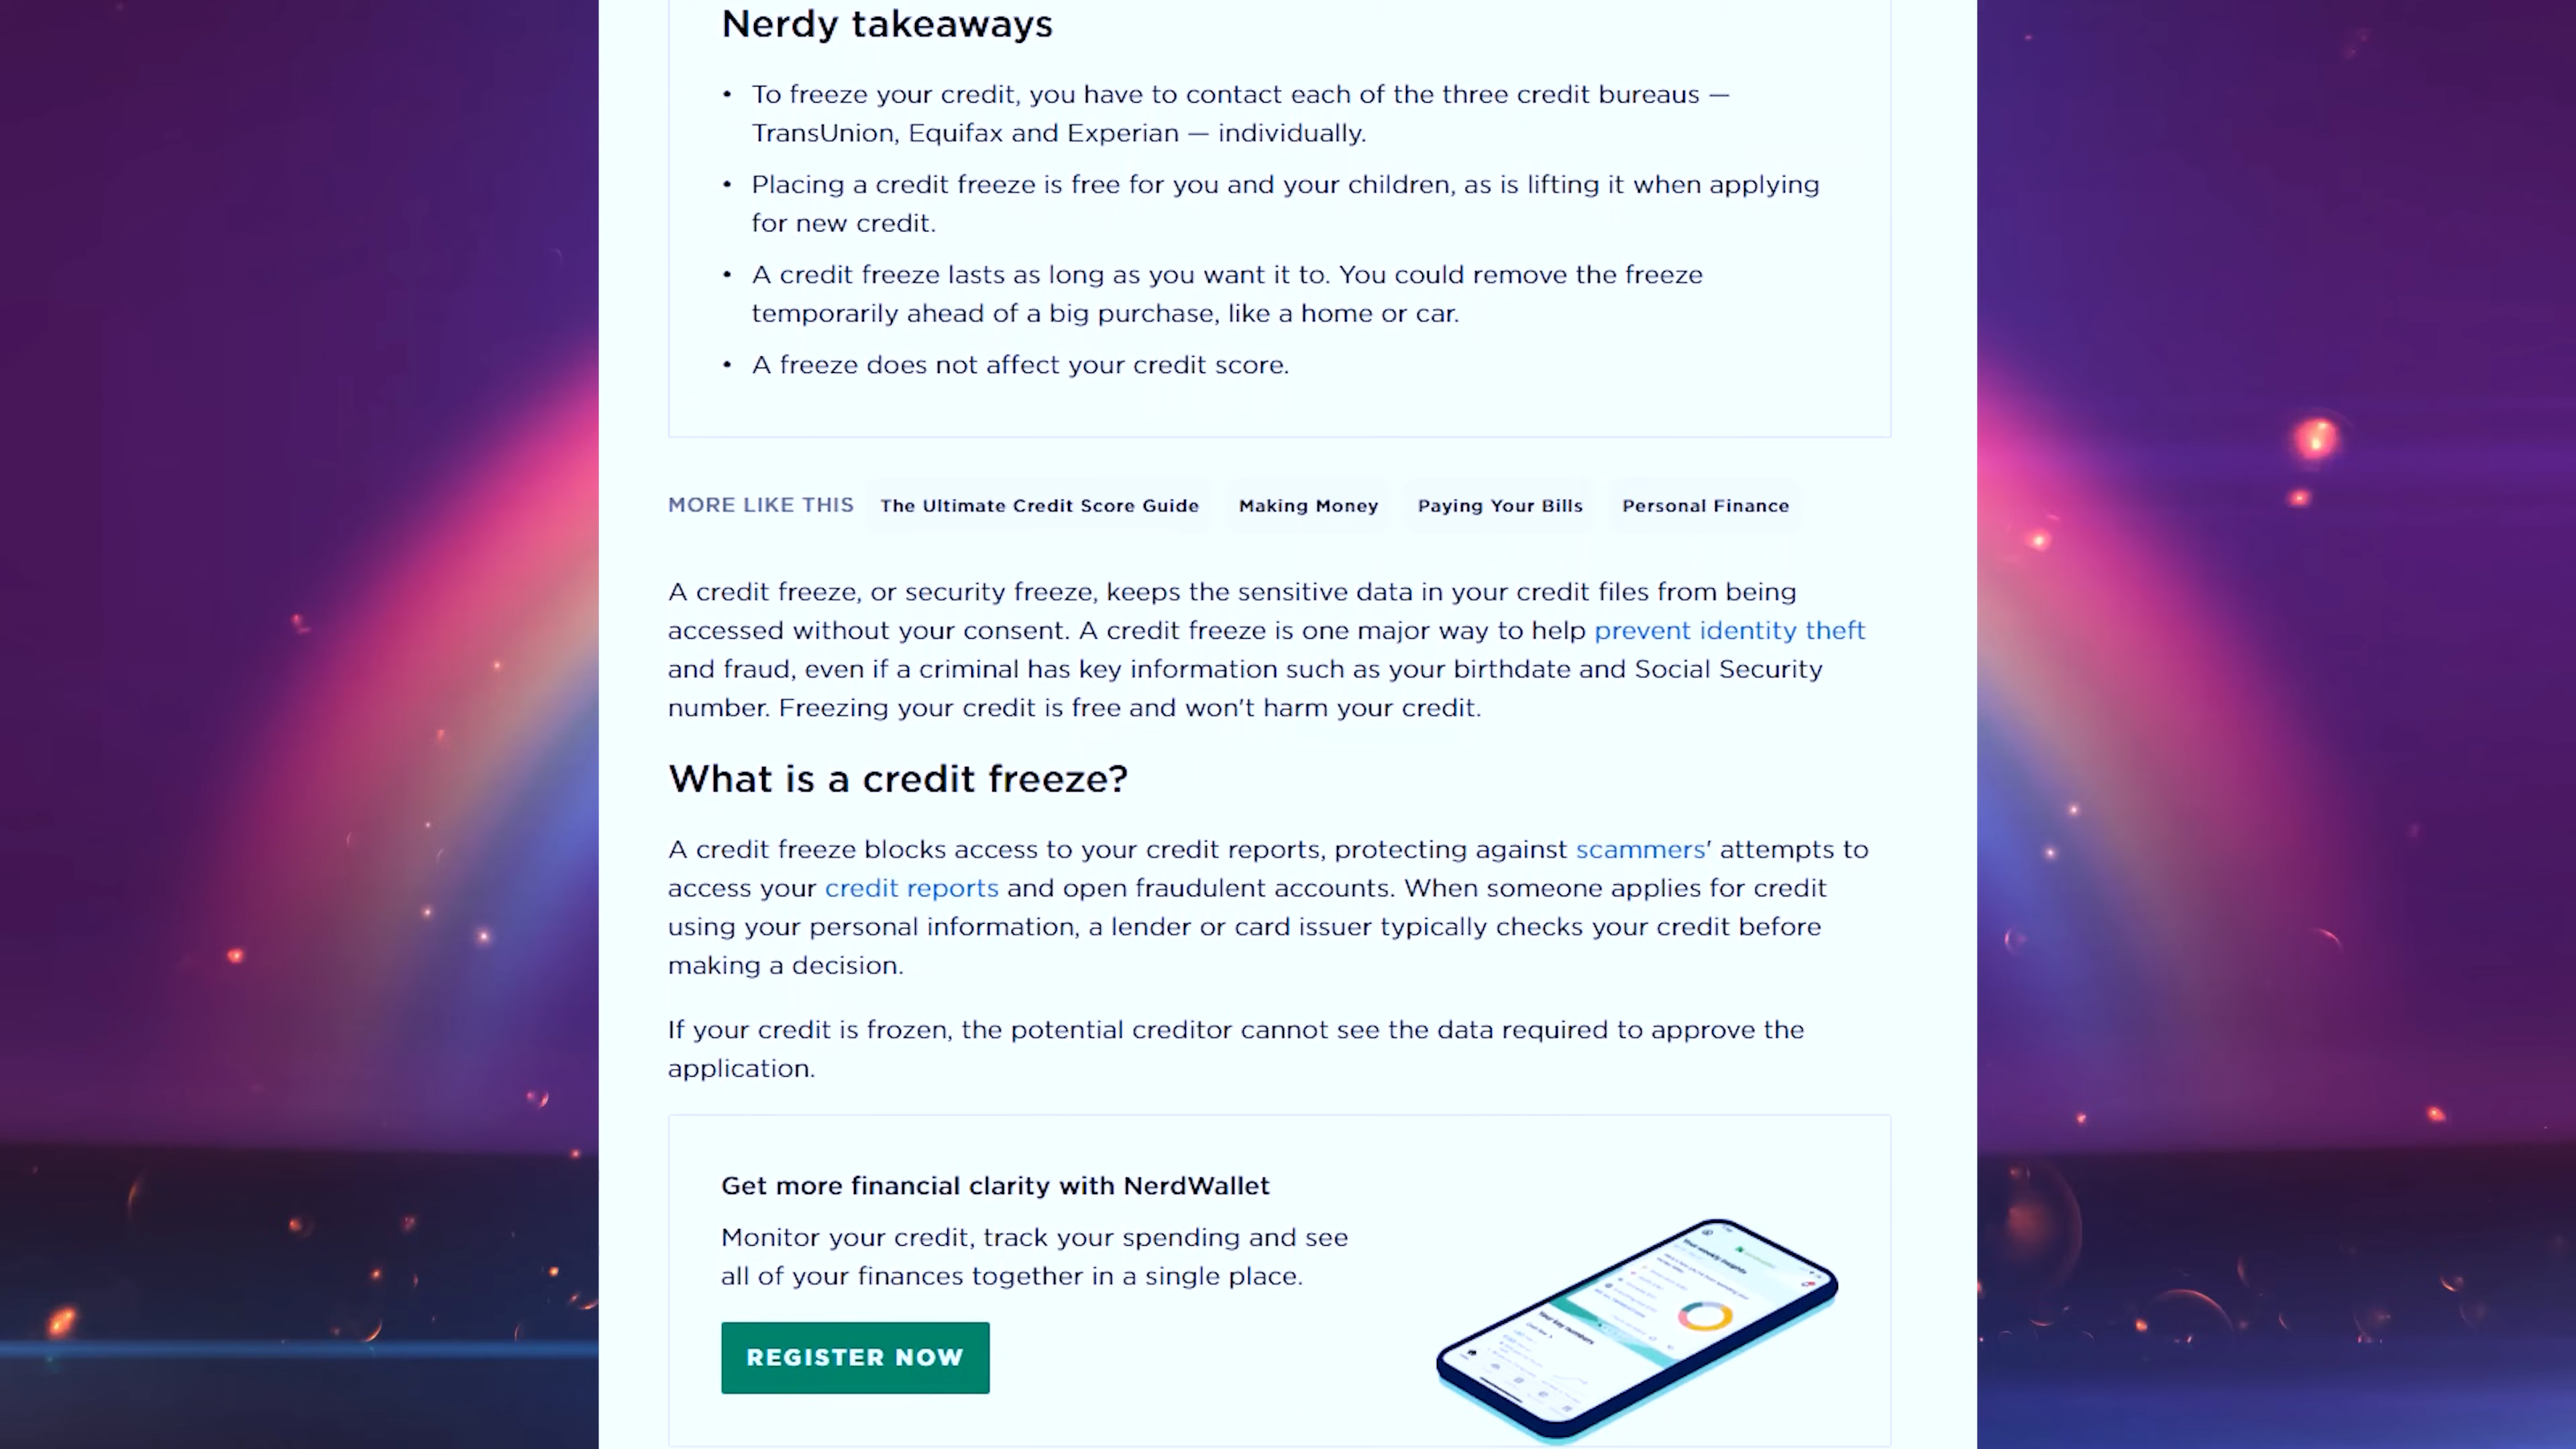 Nerdy takeaways
• To freeze your credit, you have to contact each of the three credit bureaus —
TransUnion, Equifax and Experian — individually.
• Placing a credit freeze is free for you and your children, as is lifting it when applying
for new credit.
• A credit freeze lasts as long as you want it to. You could remove the freeze
temporarily ahead of a big purchase, like a home or car.
• A freeze does not affect your credit score.
MORE LIKE THIS The Ultimate Credit Score Guide Making Money Paying Your Bills Personal Finance
A credit freeze, or security freeze, keeps the sensitive data in your credit files from being
accessed without your consent. A credit freeze is one major way to help prevent identity theft
and fraud, even if a criminal has key information such as your birthdate and Social Security
number. Freezing your credit is free and won't harm your credit.
What is a credit freeze?
A credit freeze blocks access to your credit reports, protecting against scammers' attempts to
access your credit reports and open fraudulent accounts. When someone applies for credit
using your personal information, a lender or card issuer typically checks your credit before
making a decision.
If your credit is frozen, the potential creditor cannot see the data required to approve the
application.
Get more financial clarity with NerdWallet
Monitor your credit, track your spending and see
all of your finances together in a single place.
REGISTER NOW
Your weekly insights
Your key numbers